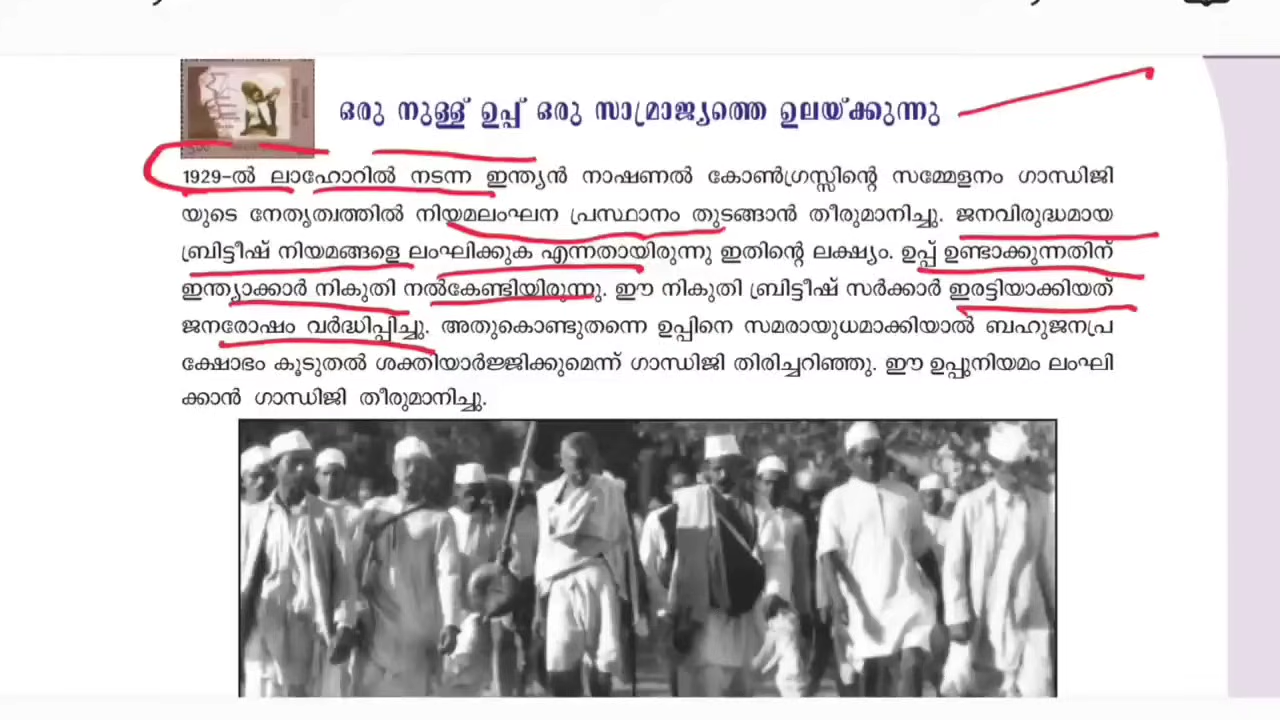 ഒരു നുള്ള് ഉപ്പ് ഒരു സാമ്രാജ്യത്തെ ഉലയ്ക്കുന്നു
1929-ൽ ലാഹോറിൽ നടന്ന ഇന്ത്യൻ നാഷണൽ കോൺഗ്രസ്സിന്റെ സമ്മേളനം ഗാന്ധിജി
യുടെ നേതൃത്വത്തിൽ നിയമലംഘന പ്രസ്ഥാനം തുടങ്ങാൻ തീരുമാനിച്ചു. ജനവിരുദ്ധമായ
ബ്രിട്ടീഷ് നിയമങ്ങളെ ലംഘിക്കുക എന്നതായിരുന്നു ഇതിന്റെ ലക്ഷ്യം. ഉപ്പ് ഉണ്ടാക്കുന്നതിന്
ഇന്ത്യാക്കാർ നികുതി നൽകേണ്ടിയിരുന്നു. ഈ നികുതി ബ്രിട്ടീഷ് സർക്കാർ ഇരട്ടിയാക്കിയത്
ജനരോഷം വർദ്ധിപ്പിച്ചു. അതുകൊണ്ടുതന്നെ ഉപ്പിനെ സമരായുധമാക്കിയാൽ ബഹുജനപ്ര
ക്ഷോഭം കൂടുതൽ ശക്തിയാർജ്ജിക്കുമെന്ന് ഗാന്ധിജി തിരിച്ചറിഞ്ഞു. ഈ ഉപ്പുനിയമം ലംഘി
ക്കാൻ ഗാന്ധിജി തീരുമാനിച്ചു.